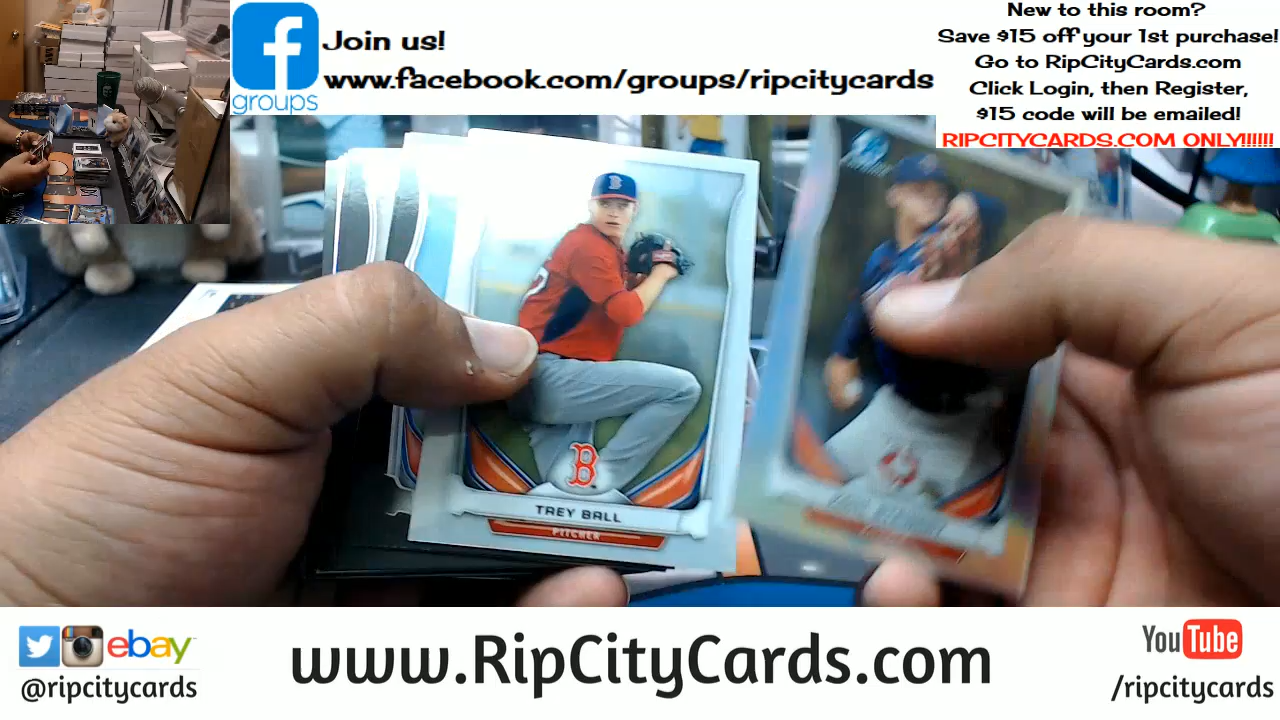 Join us!
www.facebook.com/groups/ripcitycards
f
groups
New to this room?
Save $15 off your 1st purchase!
Go to RipCityCards.com
Click Login, then Register,
$15 code will be emailed!
RIPCITYCARDS.COM ONLY!!!!!!
B
B
TREY BALL
PITCHER
ebay
@ripcitycards
www.RipCityCards.com
YouTube
/ripcitycards